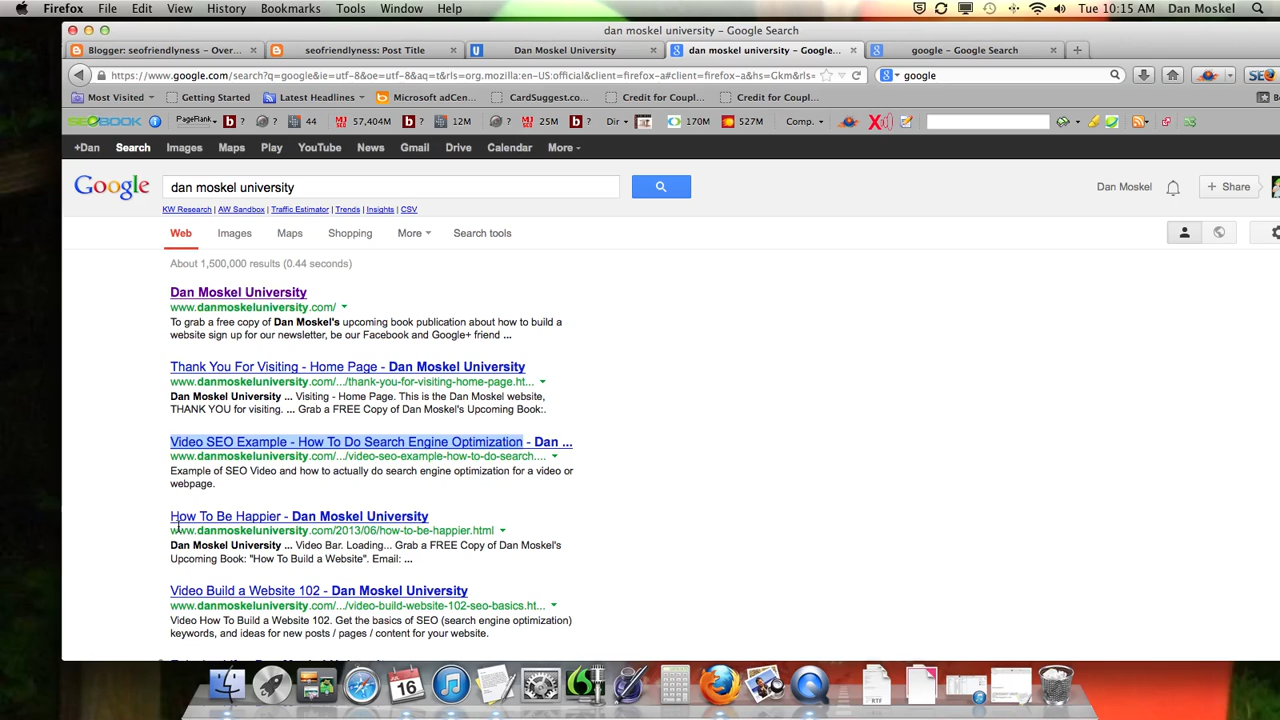 Firefox File Edit View History Bookmarks Tools Window Help Tue 10:15 AM Dan Moskel
dan moskel university – Google Search
Blogger: seofriendlyness – Over... seofriendlyness: Post Title Dan Moskel University dan moskel university – Google... google – Google Search
https://www.google.com/search?q=google&ie=utf-8&oe=utf-8&aq=t&rls=org.mozilla:en-US:official&client=firefox-a#client=firefox-a&hs=Gkm&rls= google SEO
Most Visited Getting Started Latest Headlines Microsoft adCen... CardSuggest.co... Credit for Coupl... Credit for Coupl...
SEOBOOK PageRank b ? ? 44 57,404M b ? 12M ? 25M b ? Dir 170M 527M Comp.
+Dan Search Images Maps Play YouTube News Gmail Drive Calendar More
Google dan moskel university Dan Moskel + Share
KW Research | AW Sandbox | Traffic Estimator | Trends | Insights | CSV
Web Images Maps Shopping More Search tools
About 1,500,000 results (0.44 seconds)
Dan Moskel University
www.danmoskeluniversity.com/
To grab a free copy of Dan Moskel's upcoming book publication about how to build a
website sign up for our newsletter, be our Facebook and Google+ friend ...
Thank You For Visiting - Home Page - Dan Moskel University
www.danmoskeluniversity.com/.../thank-you-for-visiting-home-page.ht...
Dan Moskel University ... Visiting - Home Page. This is the Dan Moskel website,
THANK YOU for visiting. ... Grab a FREE Copy of Dan Moskel's Upcoming Book:.
Video SEO Example - How To Do Search Engine Optimization - Dan ...
www.danmoskeluniversity.com/.../video-seo-example-how-to-do-search....
Example of SEO Video and how to actually do search engine optimization for a video or
webpage.
How To Be Happier - Dan Moskel University
www.danmoskeluniversity.com/2013/06/how-to-be-happier.html
Dan Moskel University ... Video Bar. Loading... Grab a FREE Copy of Dan Moskel's
Upcoming Book: "How To Build a Website". Email: ...
Video Build a Website 102 - Dan Moskel University
www.danmoskeluniversity.com/.../video-build-website-102-seo-basics.ht...
Video How To Build a Website 102. Get the basics of SEO (search engine optimization)
keywords, and ideas for new posts / pages / content for your website.
JUL
16
RTF